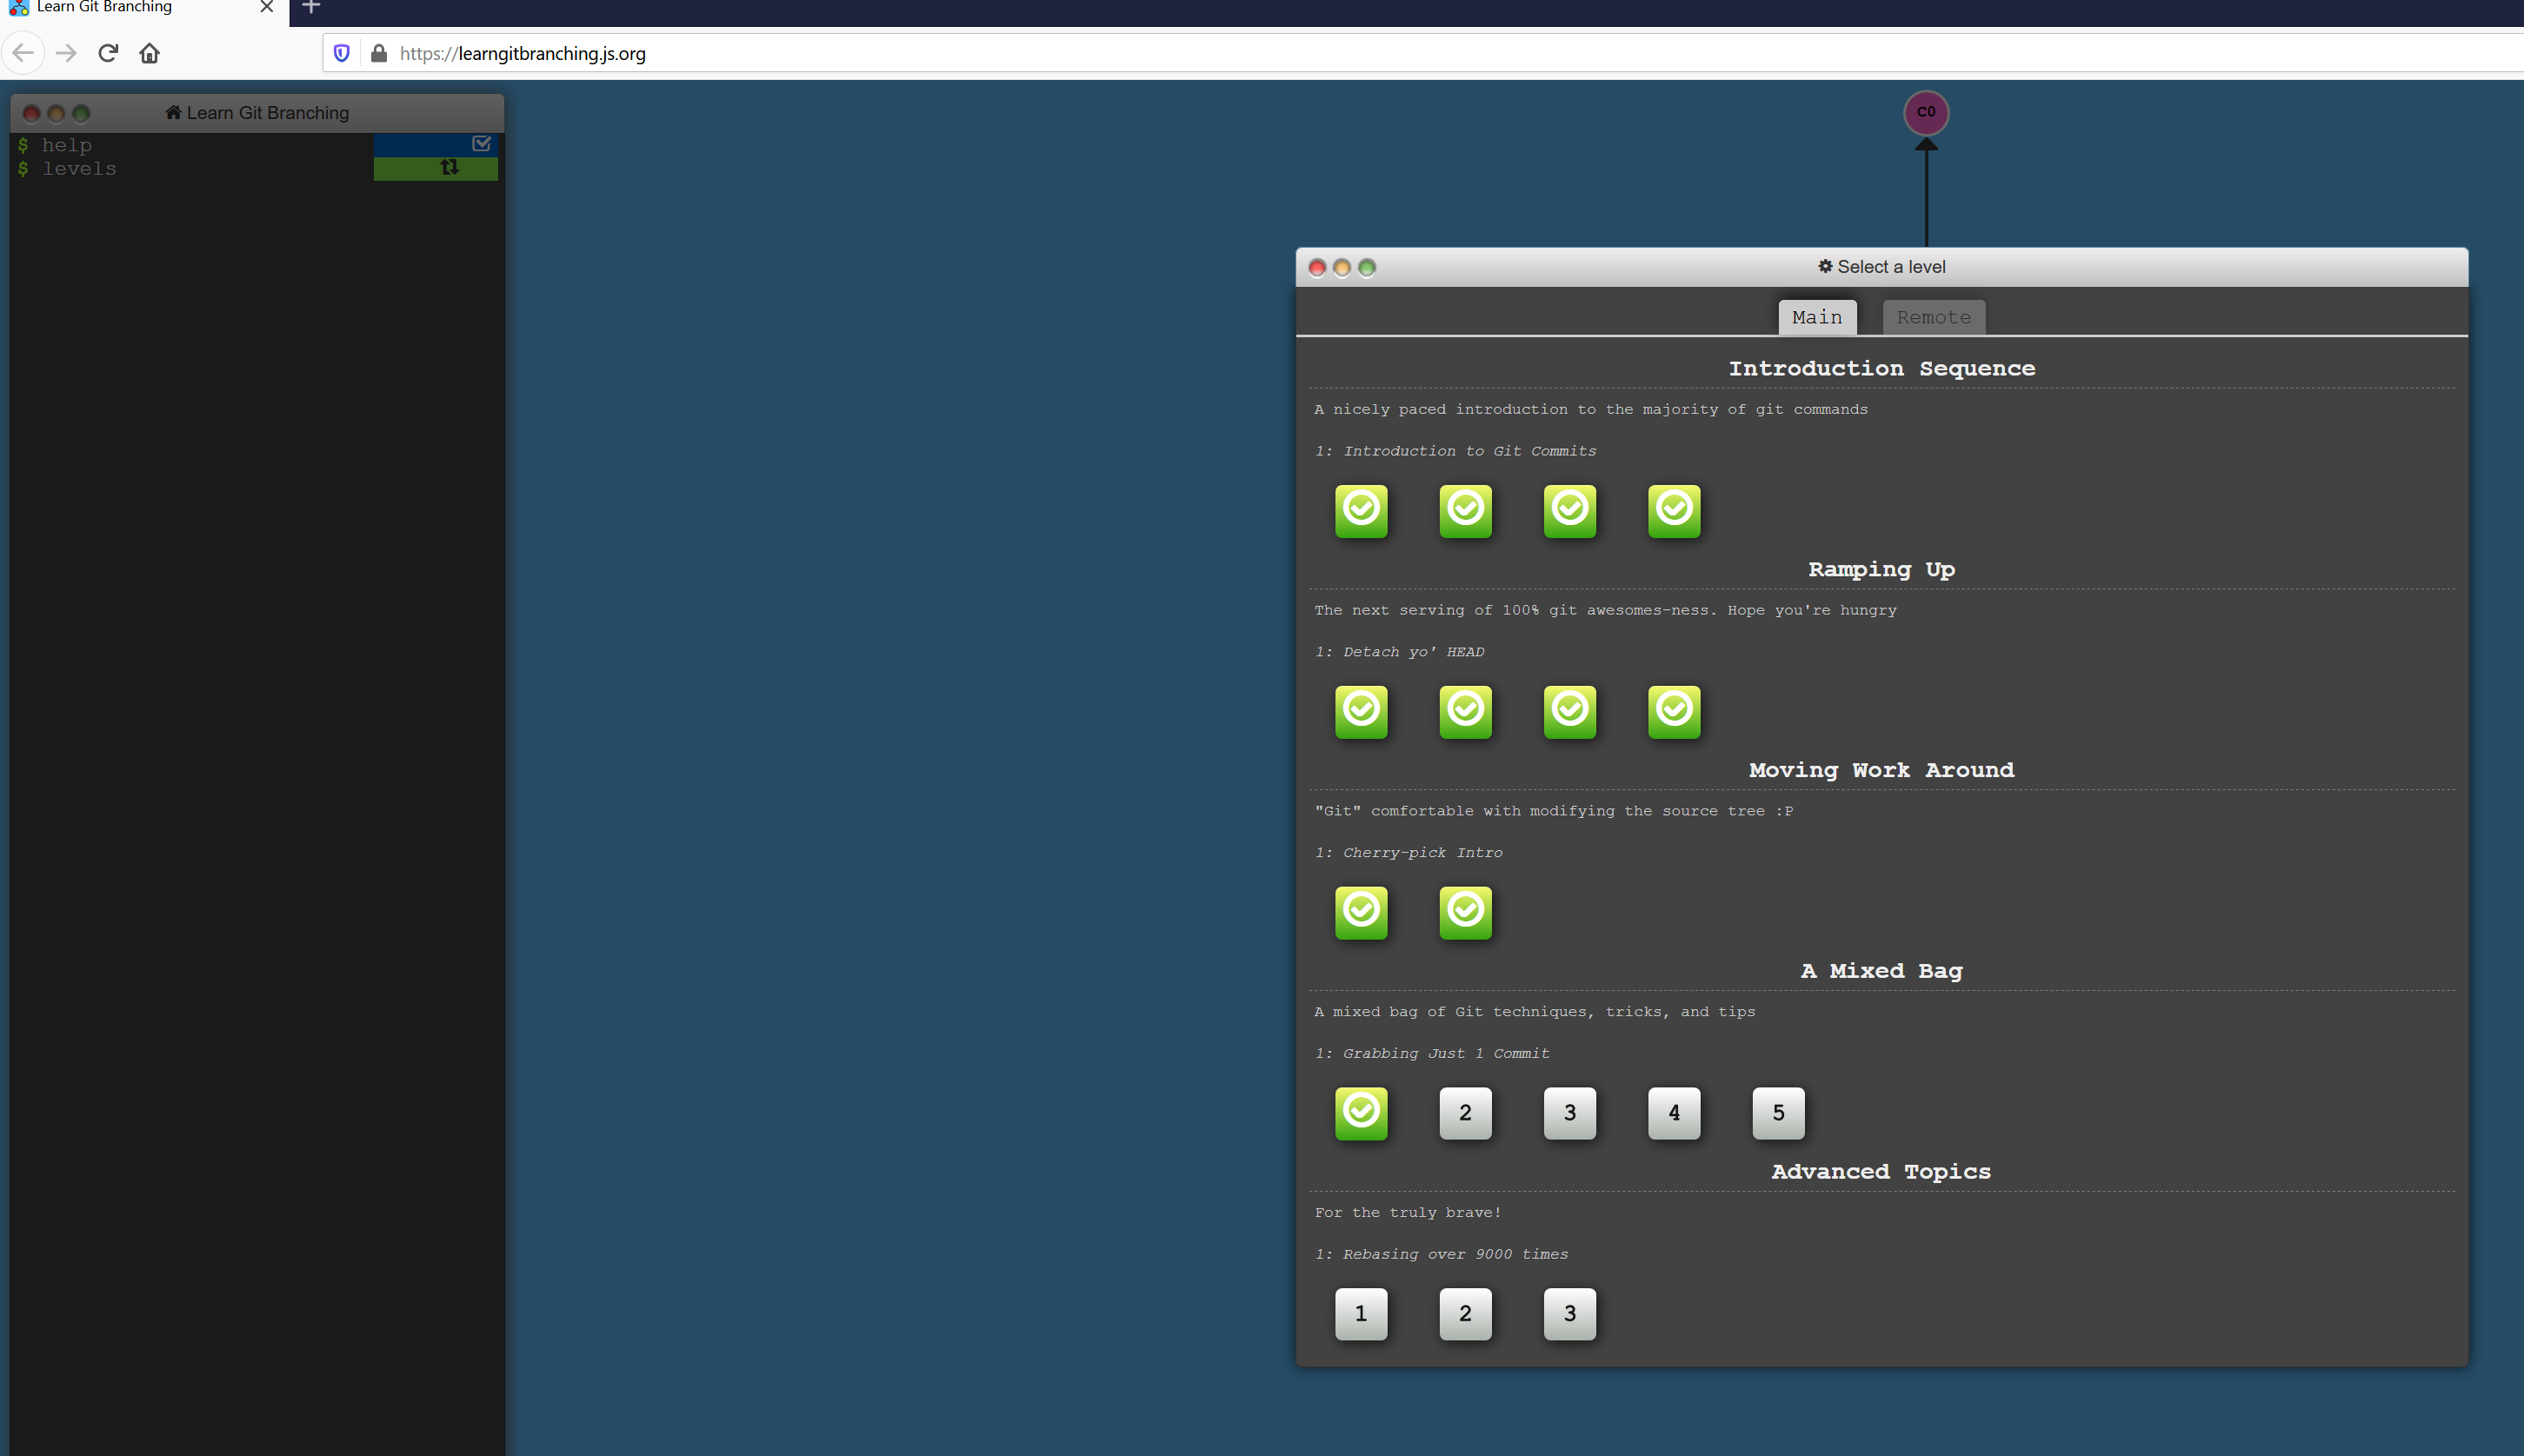 Learn Git Branching
https://learngitbranching.js.org
Learn Git Branching
$ help
$ levels
C0
Select a level
Main Remote
Introduction Sequence
A nicely paced introduction to the majority of git commands
1: Introduction to Git Commits
Ramping Up
The next serving of 100% git awesomes-ness. Hope you're hungry
1: Detach yo' HEAD
Moving Work Around
"Git" comfortable with modifying the source tree :P
1: Cherry-pick Intro
A Mixed Bag
A mixed bag of Git techniques, tricks, and tips
1: Grabbing Just 1 Commit
2 3 4 5
Advanced Topics
For the truly brave!
1: Rebasing over 9000 times
1 2 3